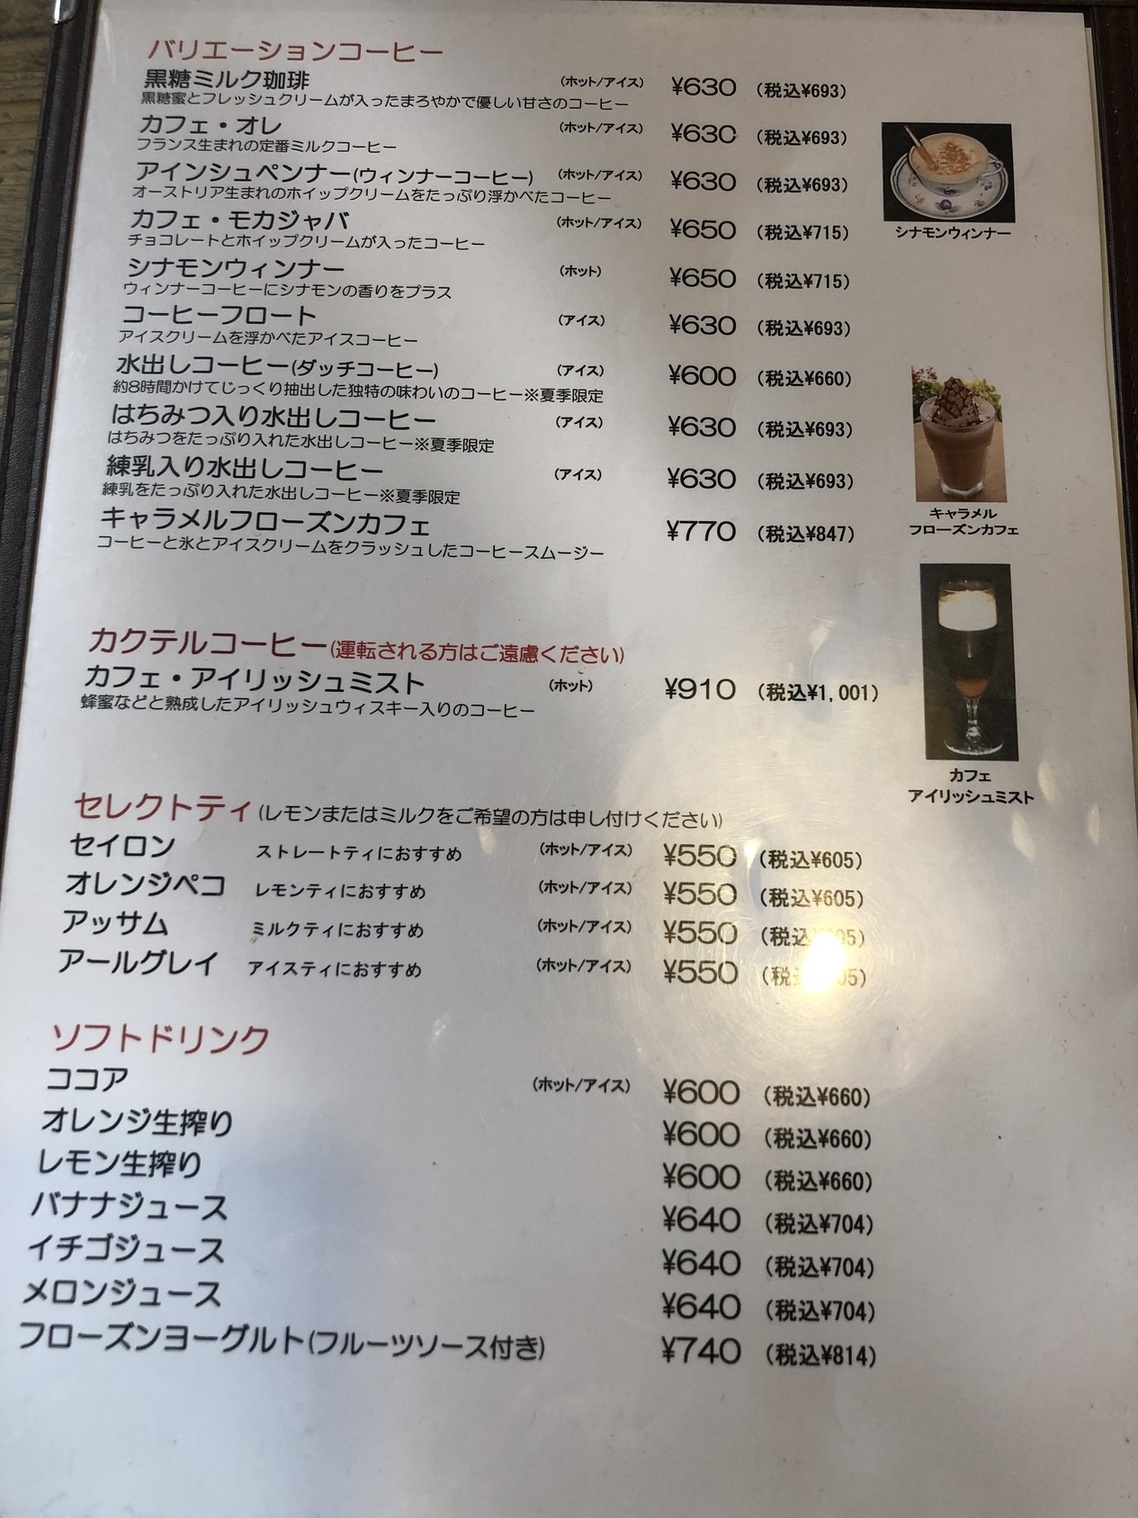 バリエーションコーヒー
黒糖ミルク珈琲 (ホット/アイス) ¥630 (税込¥693)
黒糖蜜とフレッシュクリームが入ったまろやかで優しい甘さのコーヒー
カフェ・オレ (ホット/アイス) ¥630 (税込¥693)
フランス生まれの定番ミルクコーヒー
アインシュペンナー(ウィンナーコーヒー) (ホット/アイス) ¥630 (税込¥693)
オーストリア生まれのホイップクリームをたっぷり浮かべたコーヒー
カフェ・モカジャバ (ホット/アイス) ¥650 (税込¥715)
チョコレートとホイップクリームが入ったコーヒー
シナモンウィンナー (ホット) ¥650 (税込¥715)
ウィンナーコーヒーにシナモンの香りをプラス
コーヒーフロート (アイス) ¥630 (税込¥693)
アイスクリームを浮かべたアイスコーヒー
水出しコーヒー(ダッチコーヒー) (アイス) ¥600 (税込¥660)
約8時間かけてじっくり抽出した独特の味わいのコーヒー※夏季限定
はちみつ入り水出しコーヒー (アイス) ¥630 (税込¥693)
はちみつをたっぷり入れた水出しコーヒー※夏季限定
練乳入り水出しコーヒー (アイス) ¥630 (税込¥693)
練乳をたっぷり入れた水出しコーヒー※夏季限定
キャラメルフローズンカフェ ¥770 (税込¥847)
コーヒーと氷とアイスクリームをクラッシュしたコーヒースムージー
シナモンウィンナー
キャラメル
フローズンカフェ
カクテルコーヒー(運転される方はご遠慮ください)
カフェ・アイリッシュミスト (ホット) ¥910 (税込¥1,001)
蜂蜜などと熟成したアイリッシュウィスキー入りのコーヒー
カフェ
アイリッシュミスト
セレクトティ(レモンまたはミルクをご希望の方は申し付けください)
セイロン ストレートティにおすすめ (ホット/アイス) ¥550 (税込¥605)
オレンジペコ レモンティにおすすめ (ホット/アイス) ¥550 (税込¥605)
アッサム ミルクティにおすすめ (ホット/アイス) ¥550
アールグレイ アイスティにおすすめ (ホット/アイス) ¥550
ソフトドリンク
ココア (ホット/アイス) ¥600 (税込¥660)
オレンジ生搾り ¥600 (税込¥660)
レモン生搾り ¥600 (税込¥660)
バナナジュース ¥640 (税込¥704)
イチゴジュース ¥640 (税込¥704)
メロンジュース ¥640 (税込¥704)
フローズンヨーグルト(フルーツソース付き) ¥740 (税込¥814)